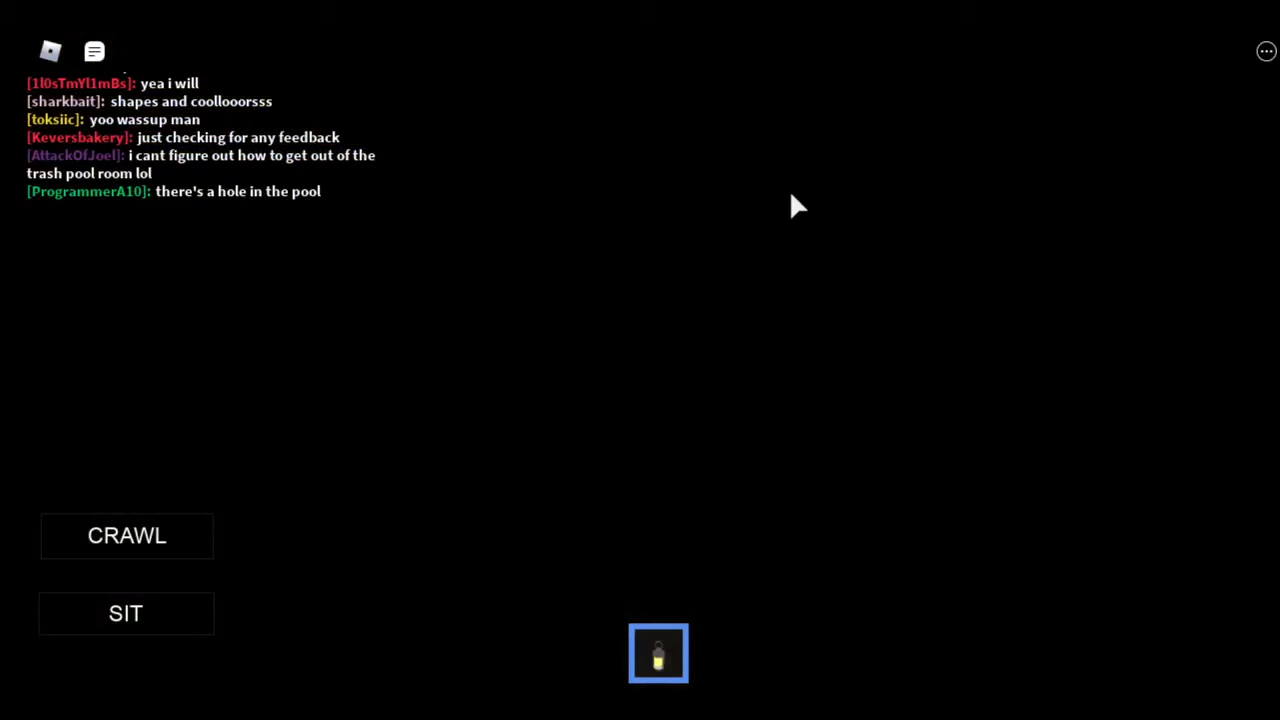 [1l0sTmYl1mBs]: yea i will
[sharkbait]: shapes and coollooorsss
[toksiic]: yoo wassup man
[Keversbakery]: just checking for any feedback
[AttackOfJoel]: i cant figure out how to get out of the
trash pool room lol
[ProgrammerA10]: there's a hole in the pool
CRAWL
SIT